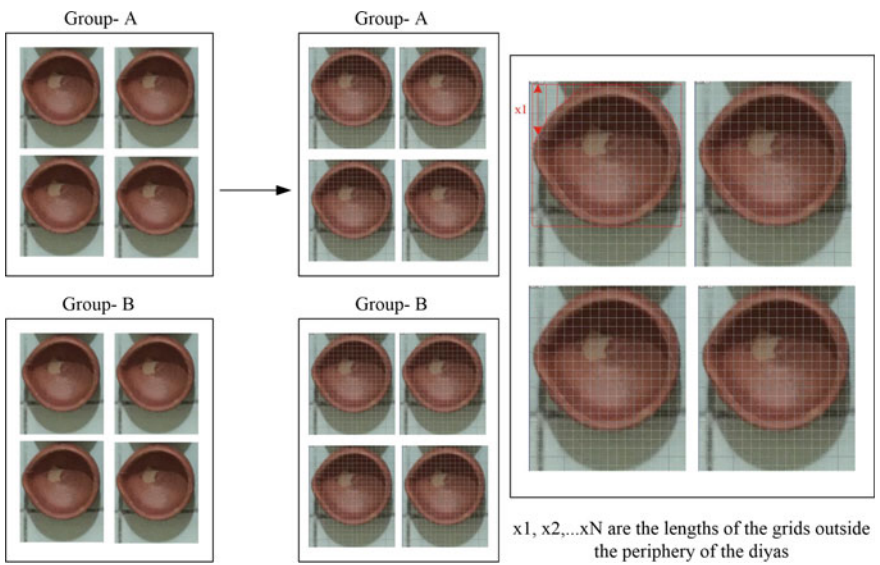 Group- A
Group- A
x1
Group- B
Group- B
x1, x2,...xN are the lengths of the grids outside
the periphery of the diyas